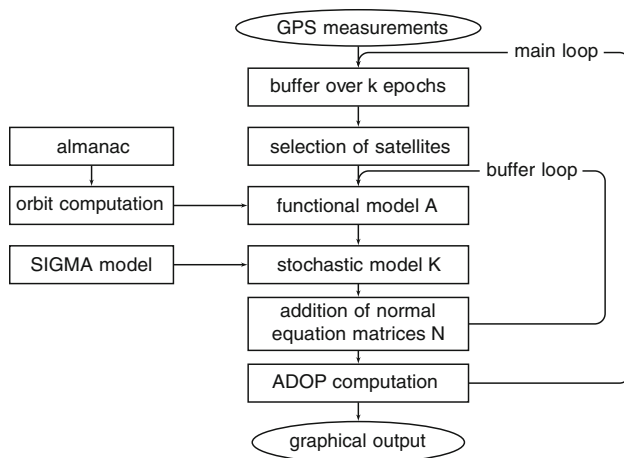 GPS measurements
main loop
buffer over k epochs
almanac
selection of satellites
buffer loop
orbit computation
functional model A
SIGMA model
stochastic model K
addition of normal
equation matrices N
ADOP computation
graphical output